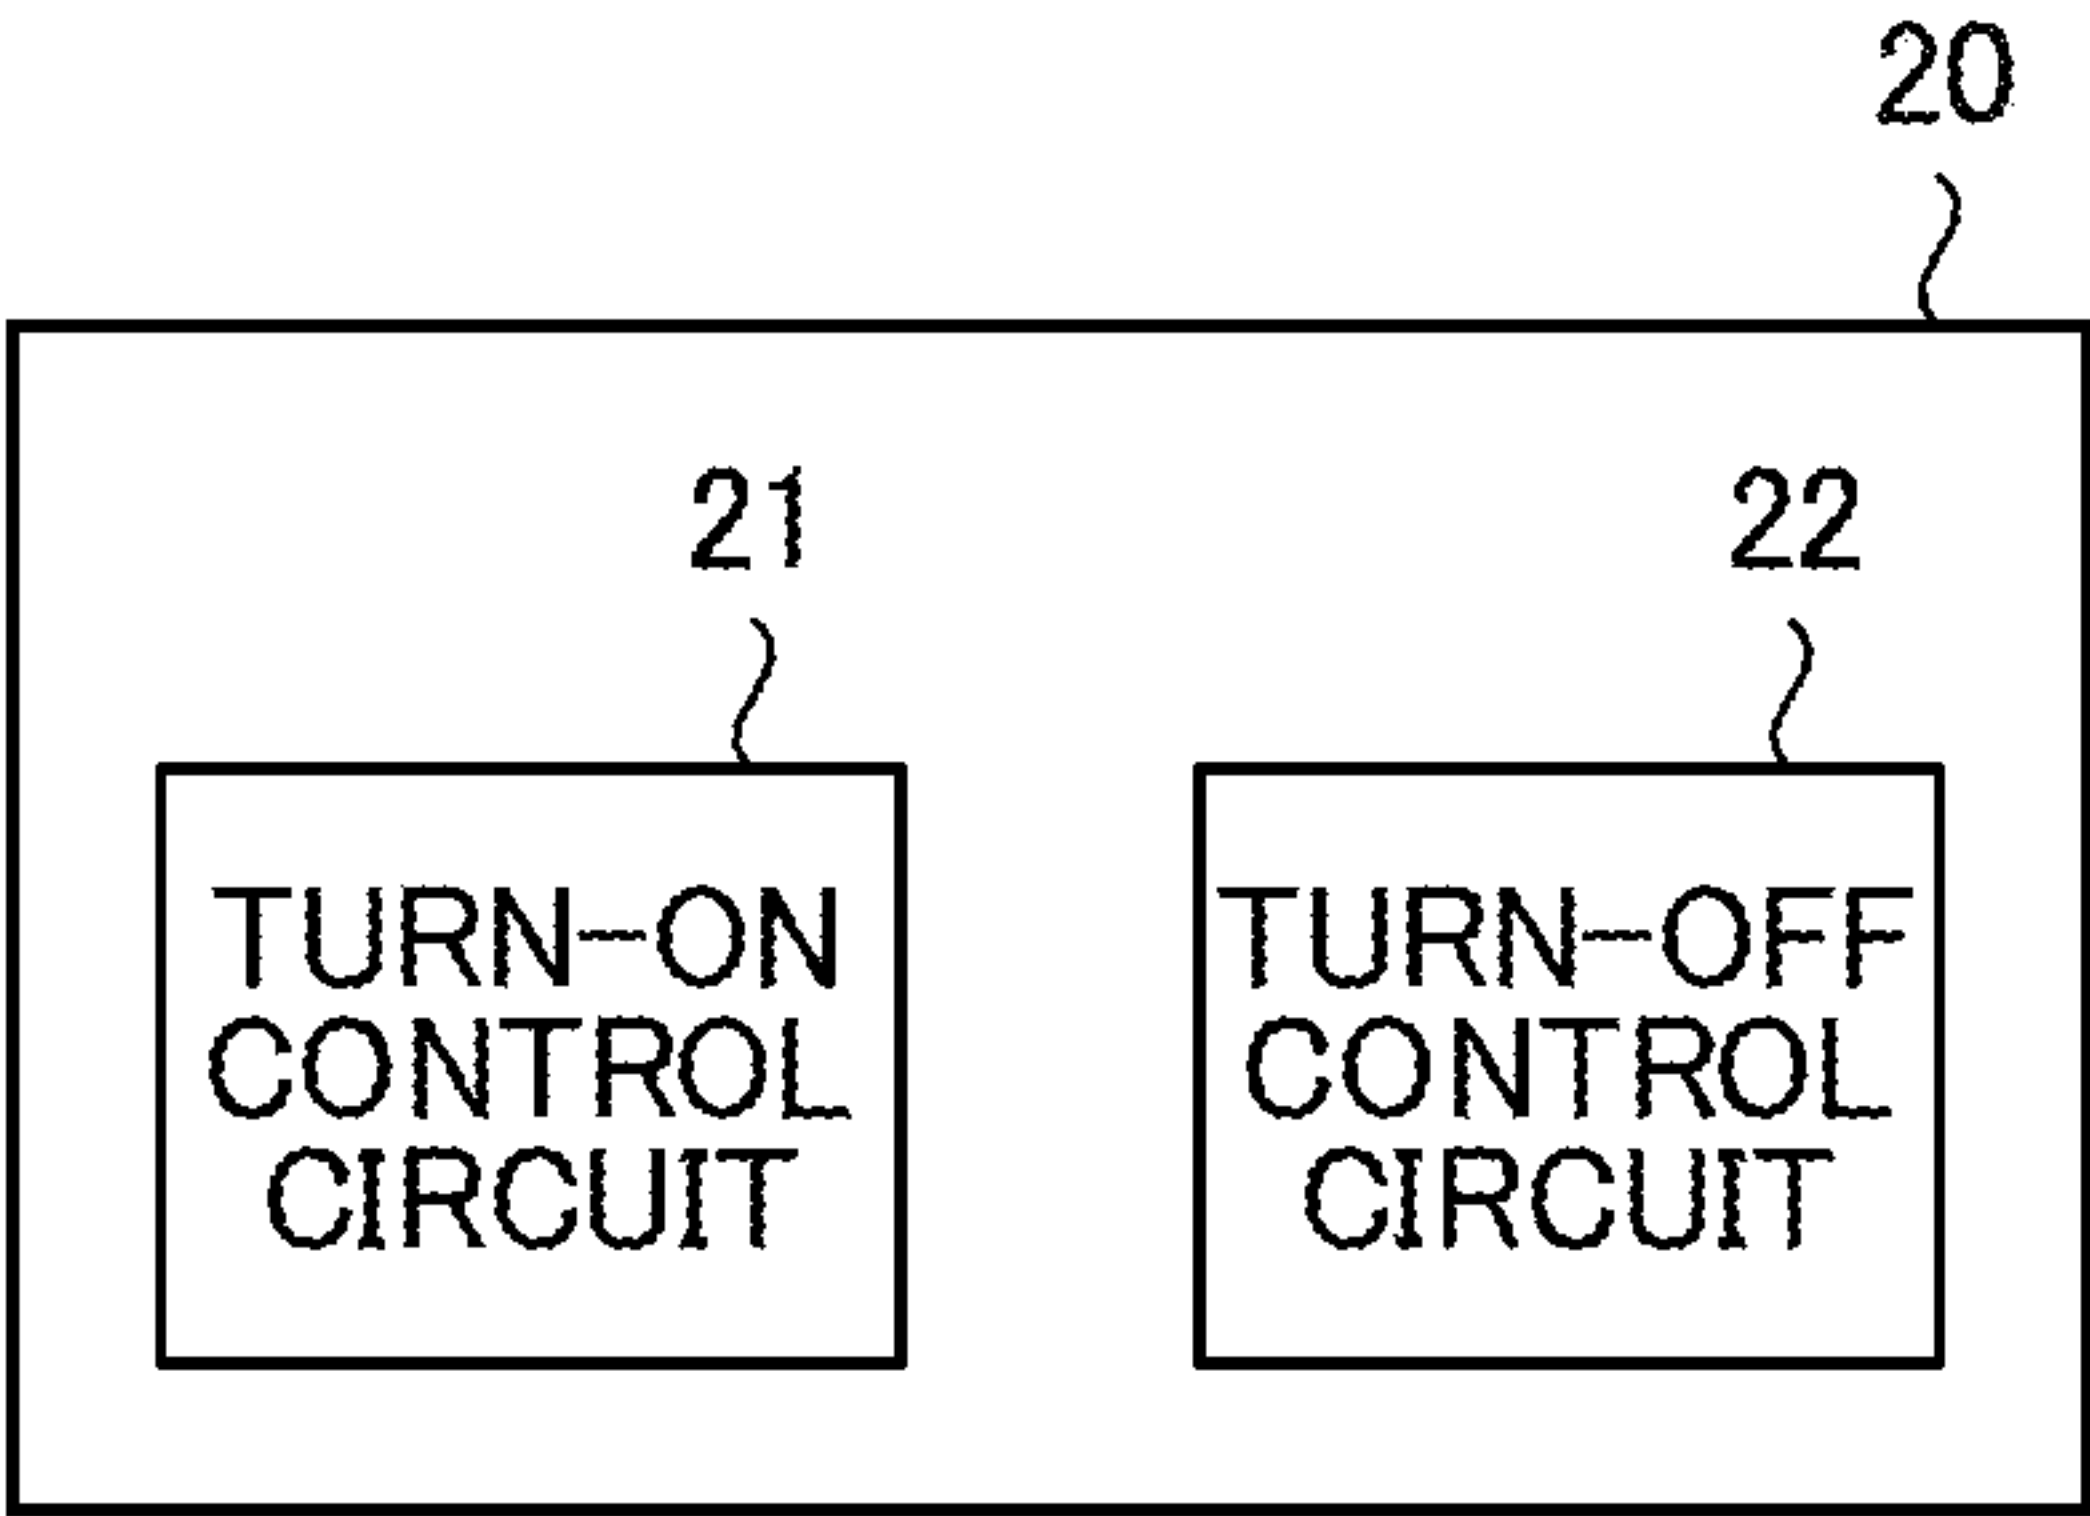 20
21
22
TURN-ON
CONTROL
CIRCUIT
TURN-OFF
CONTROL
CIRCUIT